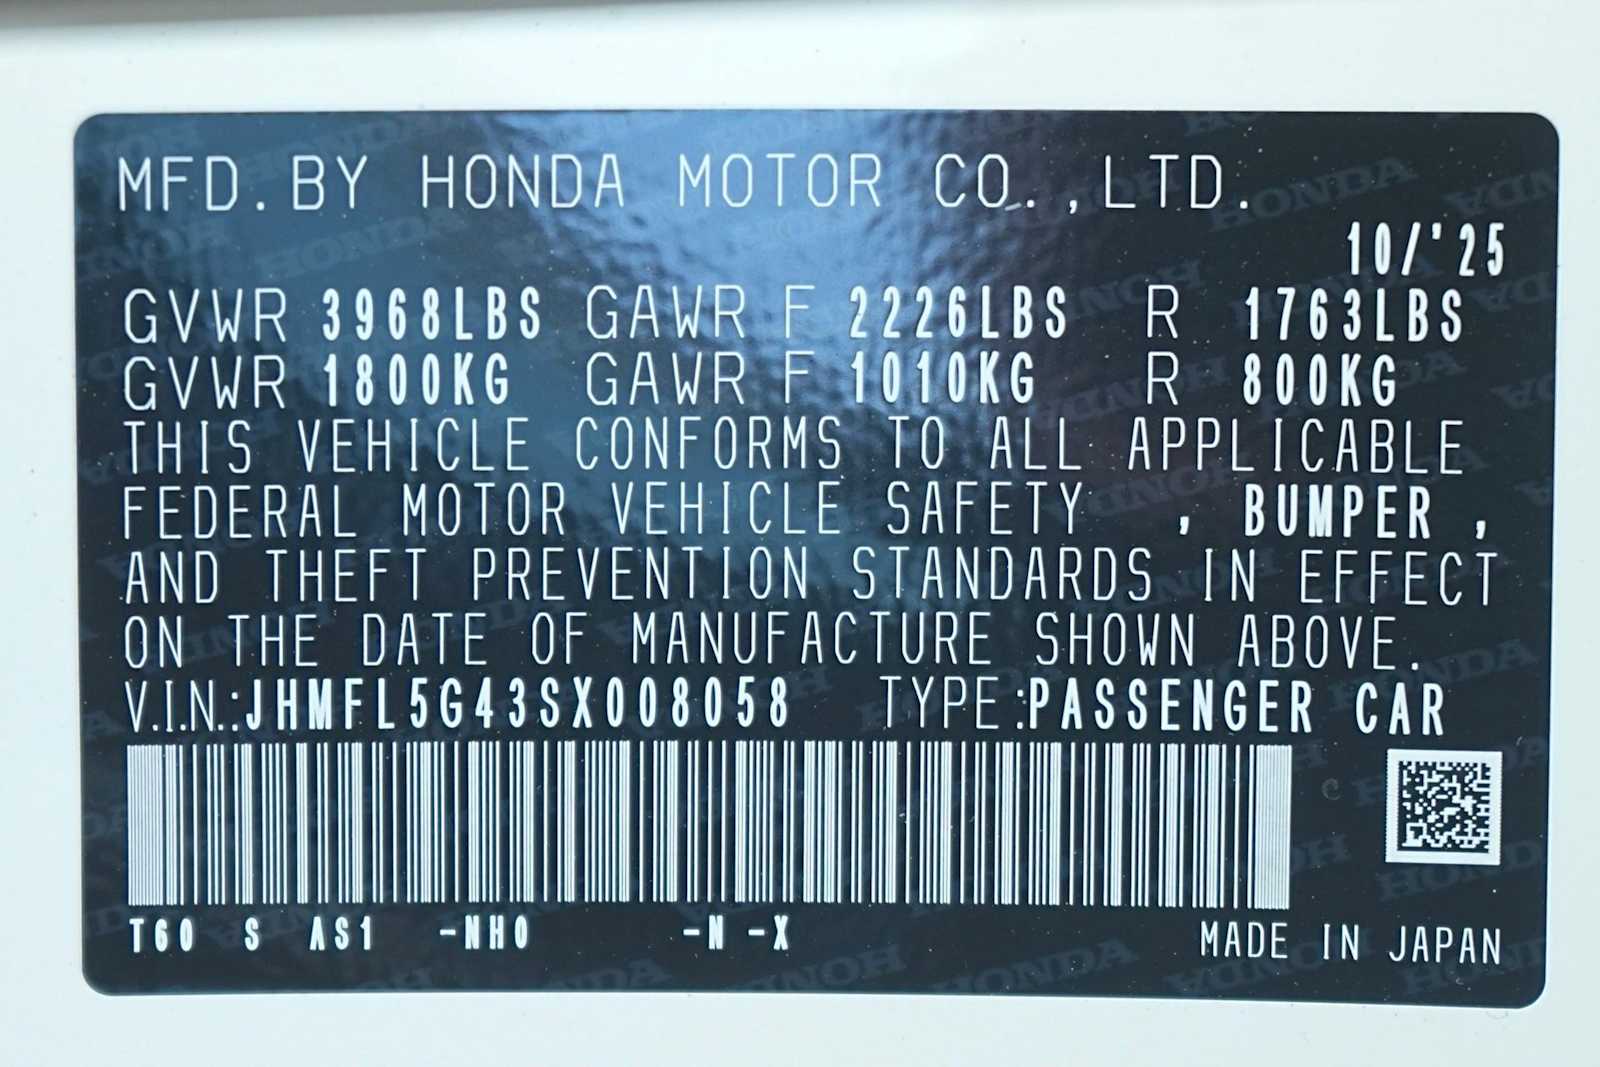 MFD. BY HONDA MOTOR CO., LTD.
10/'25
GVWR 3968LBS GAWR F 2226LBS R 1763LBS
GVWR 1800KG GAWR F 1010KG R 800KG
THIS VEHICLE CONFORMS TO ALL APPLICABLE
FEDERAL MOTOR VEHICLE SAFETY , BUMPER ,
AND THEFT PREVENTION STANDARDS IN EFFECT
ON THE DATE OF MANUFACTURE SHOWN ABOVE.
V.I.N.:JHMFL5G43SX008058 TYPE:PASSENGER CAR
T60 S AS1 -NH0 -N -X
MADE IN JAPAN